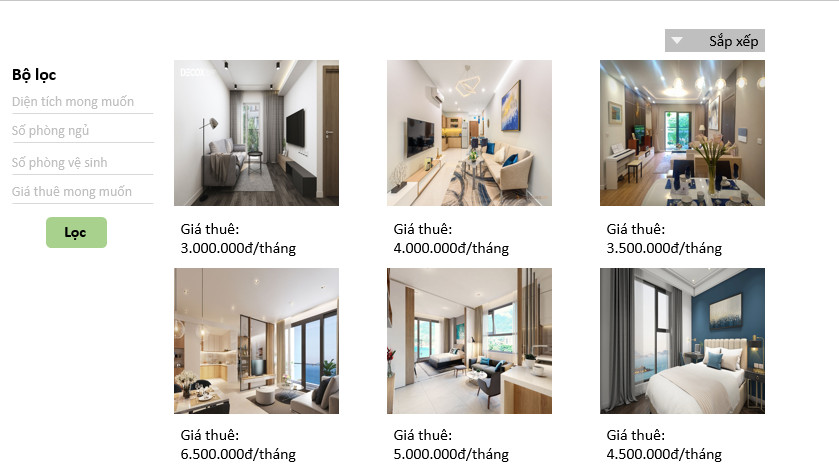 Sắp xếp
Bộ lọc
Diện tích mong muốn
Số phòng ngủ
Số phòng vệ sinh
Giá thuê mong muốn
Lọc
DECOX
Giá thuê:
3.000.000đ/tháng
Giá thuê:
4.000.000đ/tháng
Giá thuê:
3.500.000đ/tháng
Giá thuê:
6.500.000đ/tháng
Giá thuê:
5.000.000đ/tháng
Giá thuê:
4.500.000đ/tháng